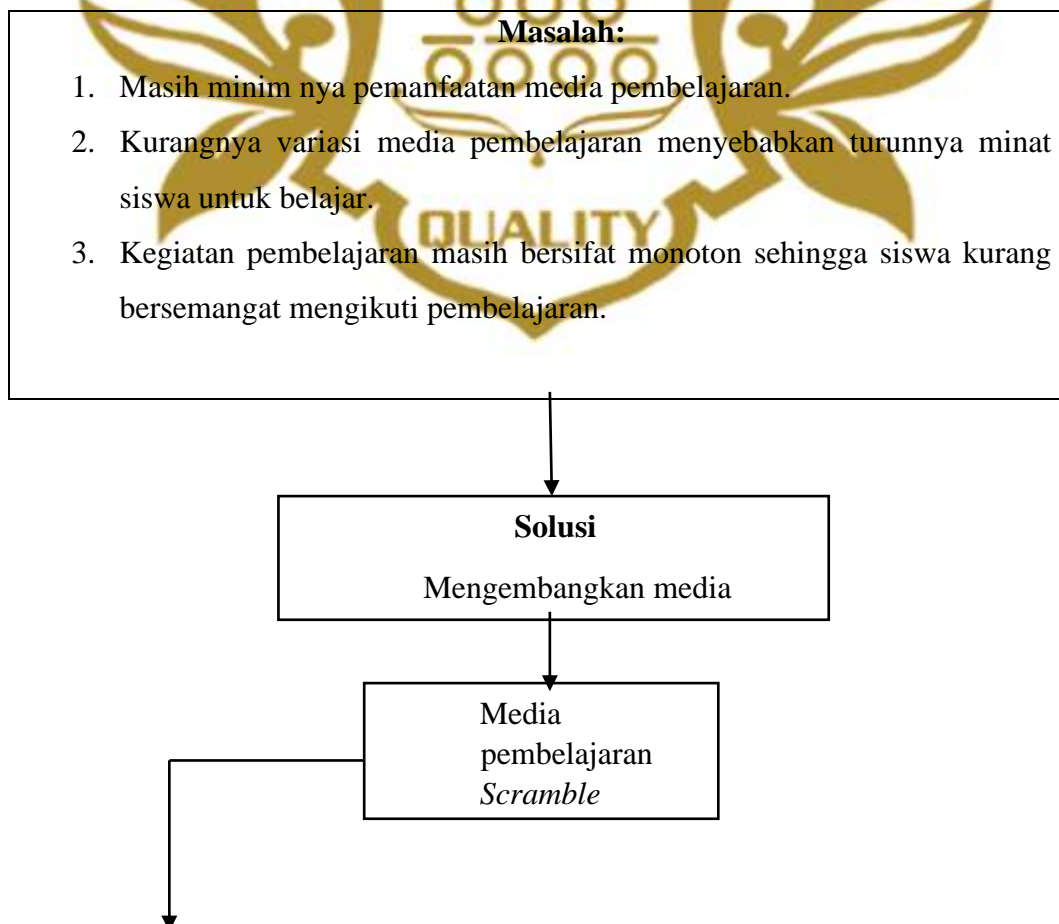 Masalah:
1. Masih minim nya pemanfaatan media pembelajaran.
2. Kurangnya variasi media pembelajaran menyebabkan turunnya minat
siswa untuk belajar.
QUALITY
3. Kegiatan pembelajaran masih bersifat monoton sehingga siswa kurang
bersemangat mengikuti pembelajaran.
Solusi
Mengembangkan media
Media
pembelajaran
Scramble